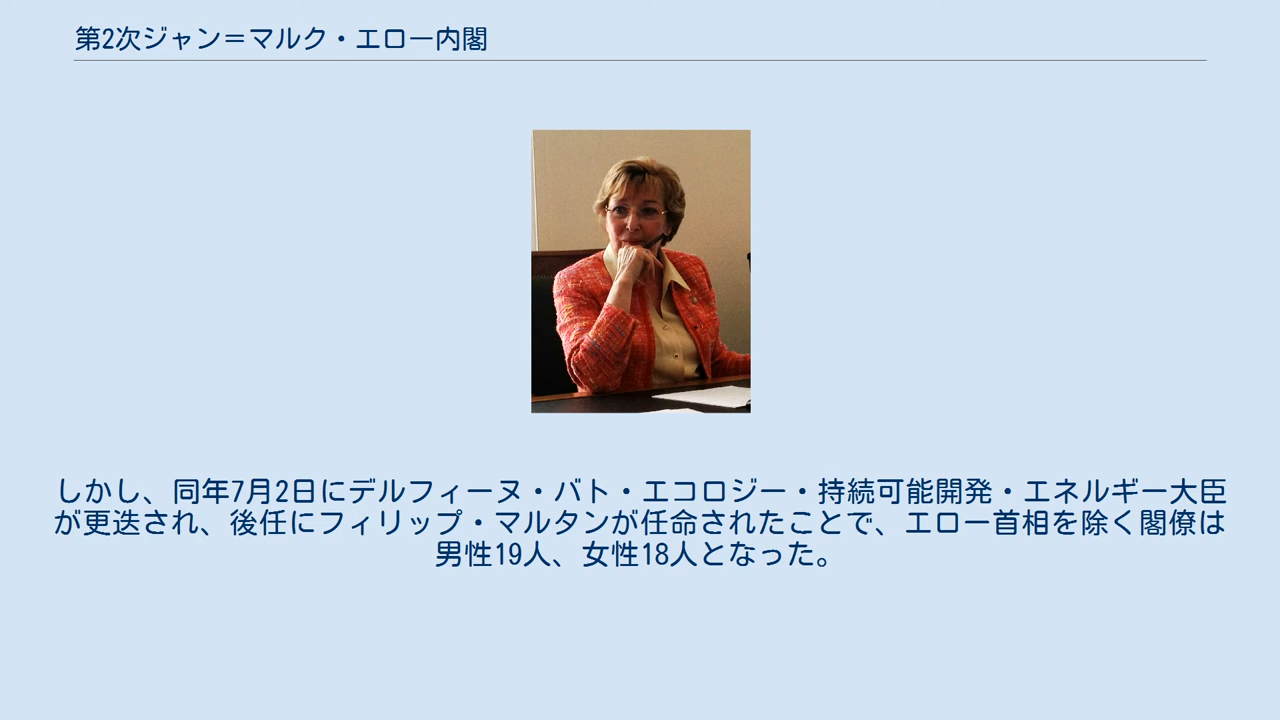 第2次ジャン＝マルク・エロー内閣
しかし、同年7月2日にデルフィーヌ・バト・エコロジー・持続可能開発・エネルギー大臣
が更迭され、後任にフィリップ・マルタンが任命されたことで、エロー首相を除く閣僚は
男性19人、女性18人となった。